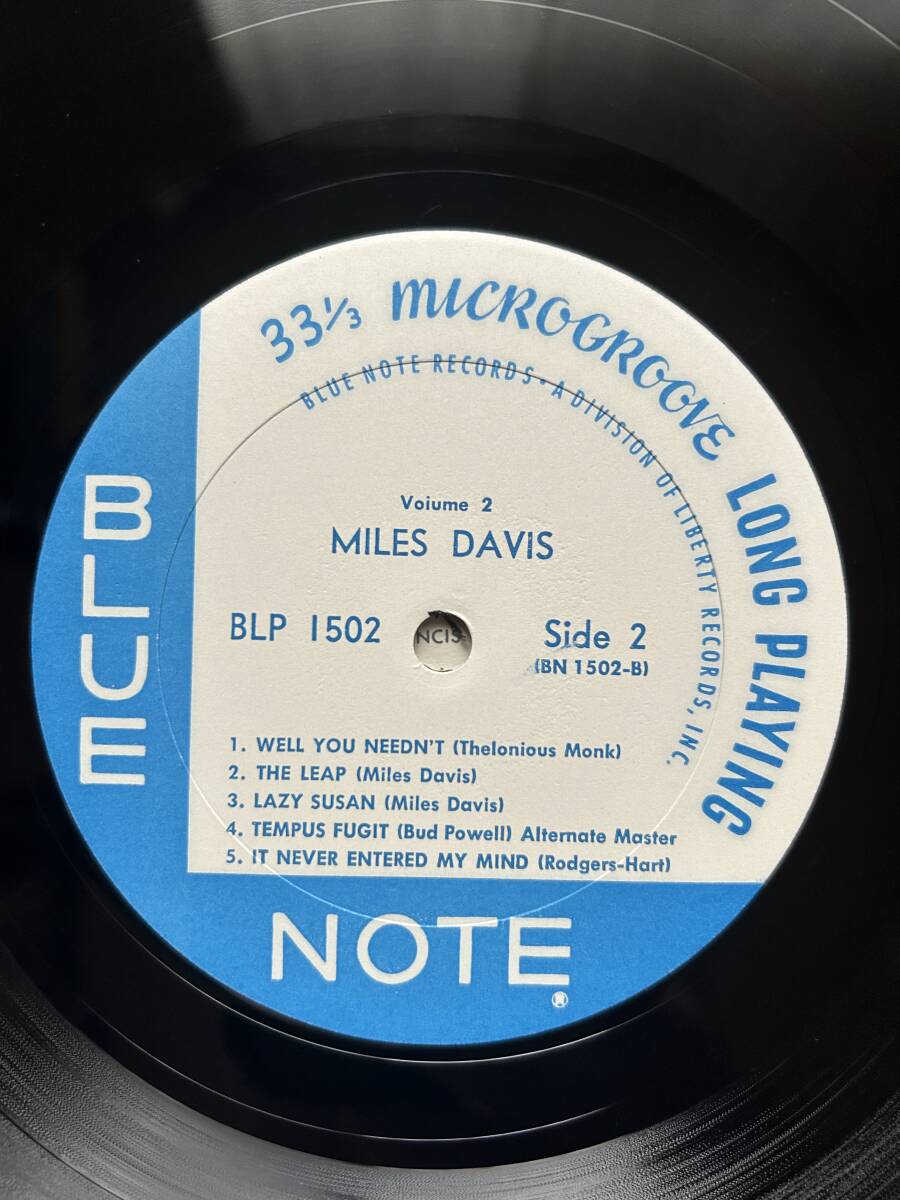 33⅓ MICROGROOVE LONG PLAYING
BLUE NOTE RECORDS • A DIVISION OF LIBERTY RECORDS, INC.
Voiume 2
MILES DAVIS
BLP 1502
NCIS
Side 2
(BN 1502-B)
1. WELL YOU NEEDN'T (Thelonious Monk)
2. THE LEAP (Miles Davis)
3. LAZY SUSAN (Miles Davis)
4. TEMPUS FUGIT (Bud Powell) Alternate Master
5. IT NEVER ENTERED MY MIND (Rodgers-Hart)
BLUE
NOTE
®